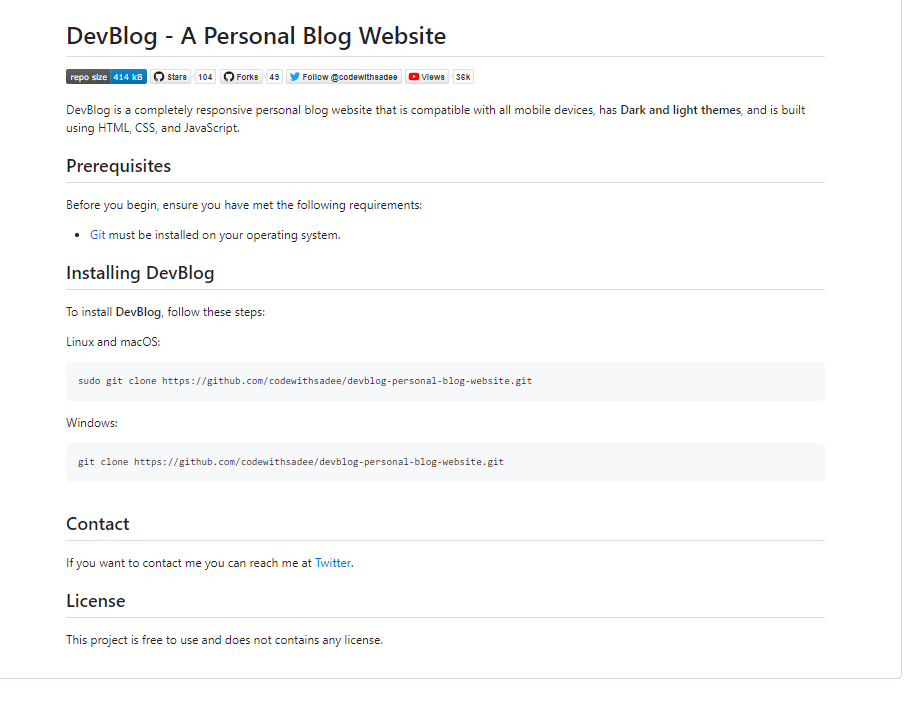 DevBlog - A Personal Blog Website
repo size 414 kB Stars 104 Forks 49 Follow @codewithsadee Views 36k
DevBlog is a completely responsive personal blog website that is compatible with all mobile devices, has Dark and light themes, and is built
using HTML, CSS, and JavaScript.
Prerequisites
Before you begin, ensure you have met the following requirements:
• Git must be installed on your operating system.
Installing DevBlog
To install DevBlog, follow these steps:
Linux and macOS:
sudo git clone https://github.com/codewithsadee/devblog-personal-blog-website.git
Windows:
git clone https://github.com/codewithsadee/devblog-personal-blog-website.git
Contact
If you want to contact me you can reach me at Twitter.
License
This project is free to use and does not contains any license.